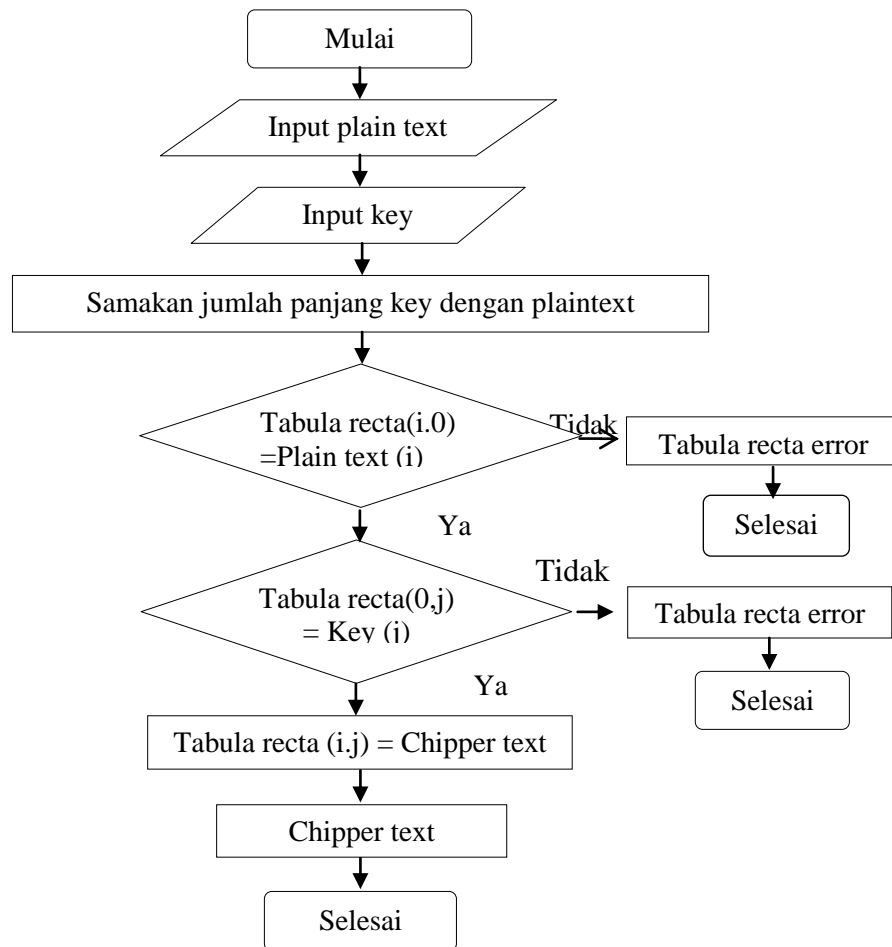 Mulai
Input plain text
Input key
Samakan jumlah panjang key dengan plaintext
Tabula recta(i.0)
=Plain text (i)
Tidak
Tabula recta error
Selesai
Ya
Tabula recta(0,j)
= Key (j)
Tidak
Tabula recta error
Selesai
Ya
Tabula recta (i.j) = Chipper text
Chipper text
Selesai